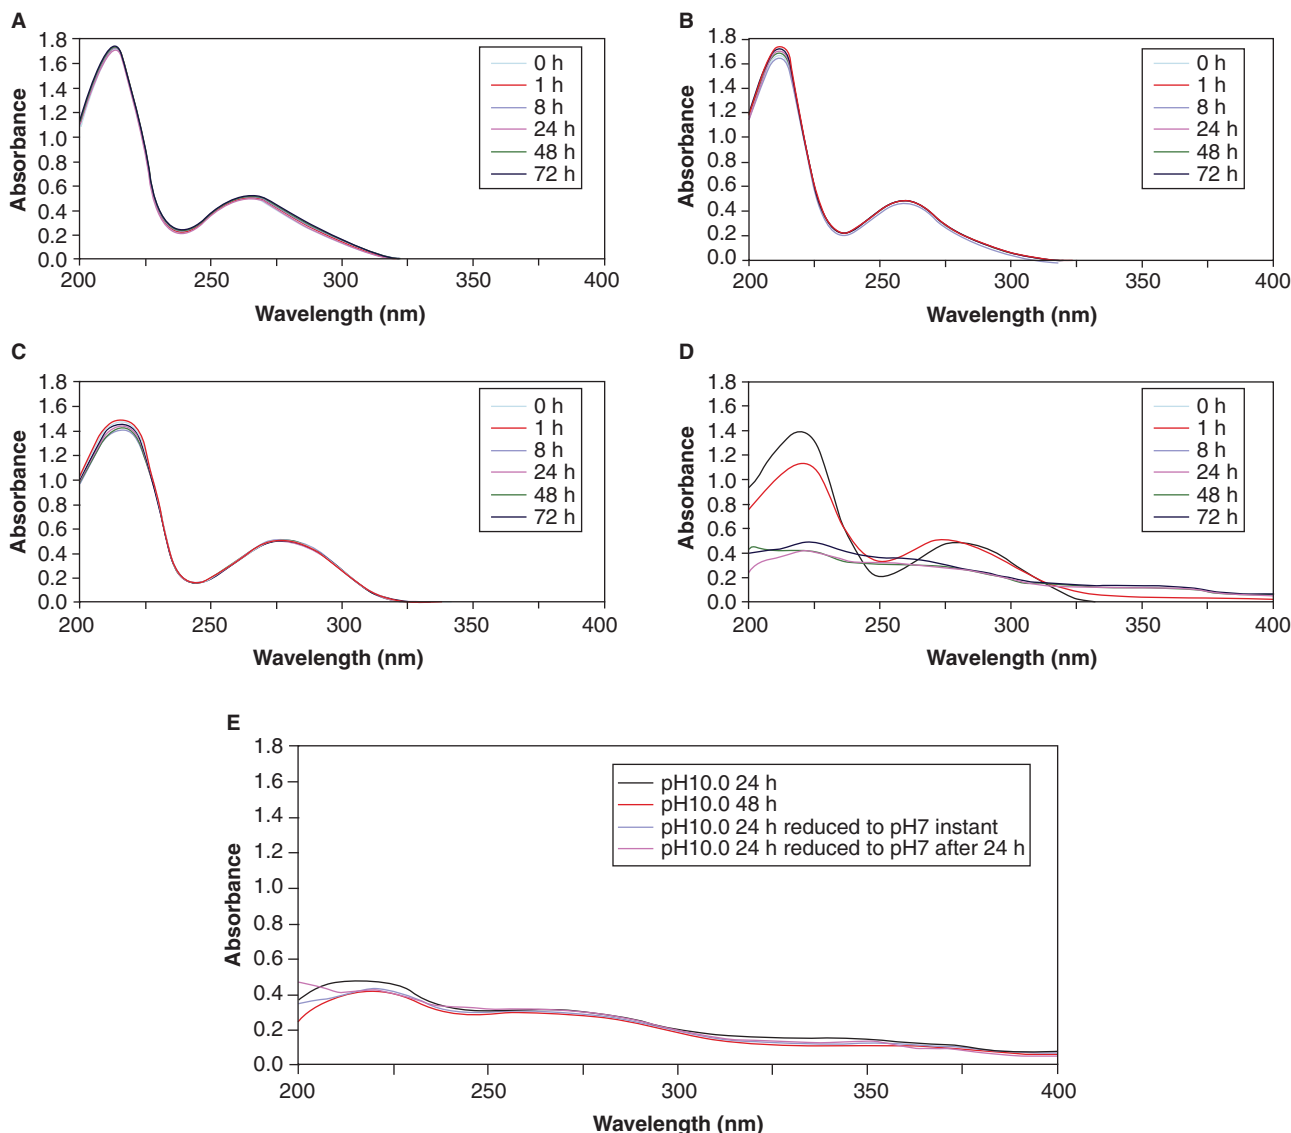 A
1.8
1.6
1.4
1.2
1.0
0.8
0.6
0.4
0.2
0.0
Absorbance
200
250
300
350
400
Wavelength (nm)
0 h
1 h
8 h
24 h
48 h
72 h
B
1.8
1.6
1.4
1.2
1.0
0.8
0.6
0.4
0.2
0.0
Absorbance
200
250
300
350
400
Wavelength (nm)
0 h
1 h
8 h
24 h
48 h
72 h
C
1.8
1.6
1.4
1.2
1.0
0.8
0.6
0.4
0.2
0.0
Absorbance
200
250
300
350
400
Wavelength (nm)
0 h
1 h
8 h
24 h
48 h
72 h
D
1.8
1.6
1.4
1.2
1.0
0.8
0.6
0.4
0.2
0.0
Absorbance
200
250
300
350
400
Wavelength (nm)
0 h
1 h
8 h
24 h
48 h
72 h
E
1.8
1.6
1.4
1.2
1.0
0.8
0.6
0.4
0.2
0.0
Absorbance
200
250
300
350
400
Wavelength (nm)
pH10.0 24 h
pH10.0 48 h
pH10.0 24 h reduced to pH7 instant
pH10.0 24 h reduced to pH7 after 24 h